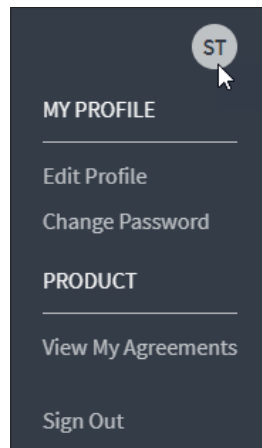 ST
MY PROFILE
Edit Profile
Change Password
PRODUCT
View My Agreements
Sign Out